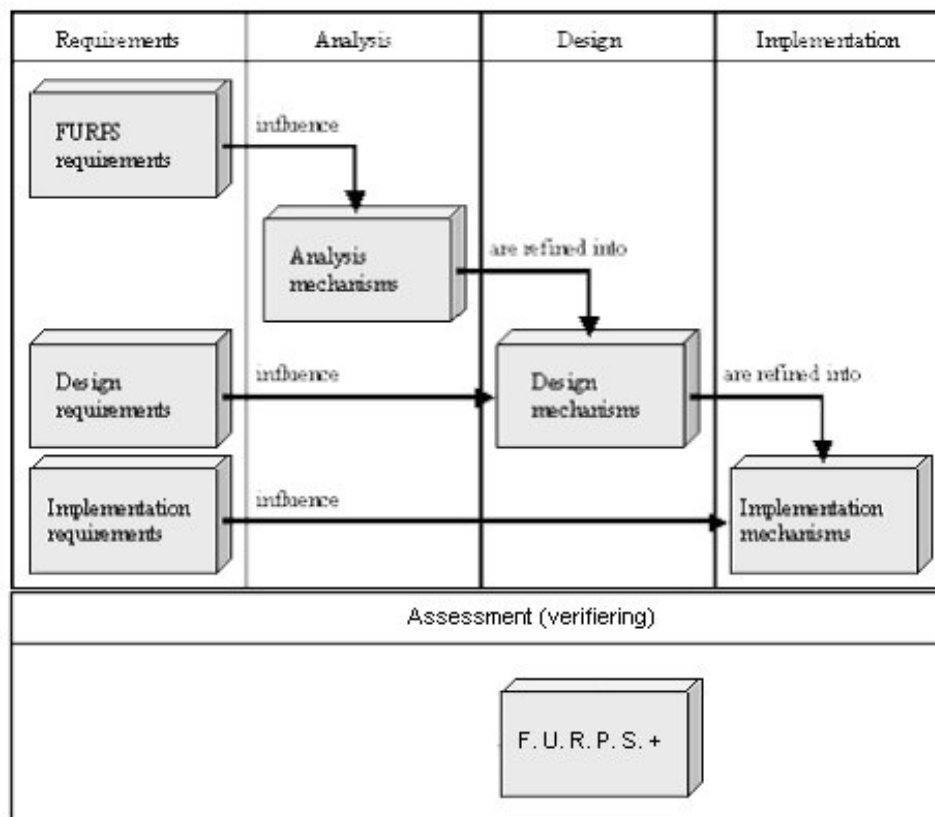 Requirements
Analysis
Design
Implementation
FURPS
requirements
influence
Analysis
mechanisms
are refined into
Design
requirements
influence
Design
mechanisms
are refined into
Implementation
requirements
influence
Implementation
mechanisms
Assessment (verifiering)
F. U. R. P. S. +